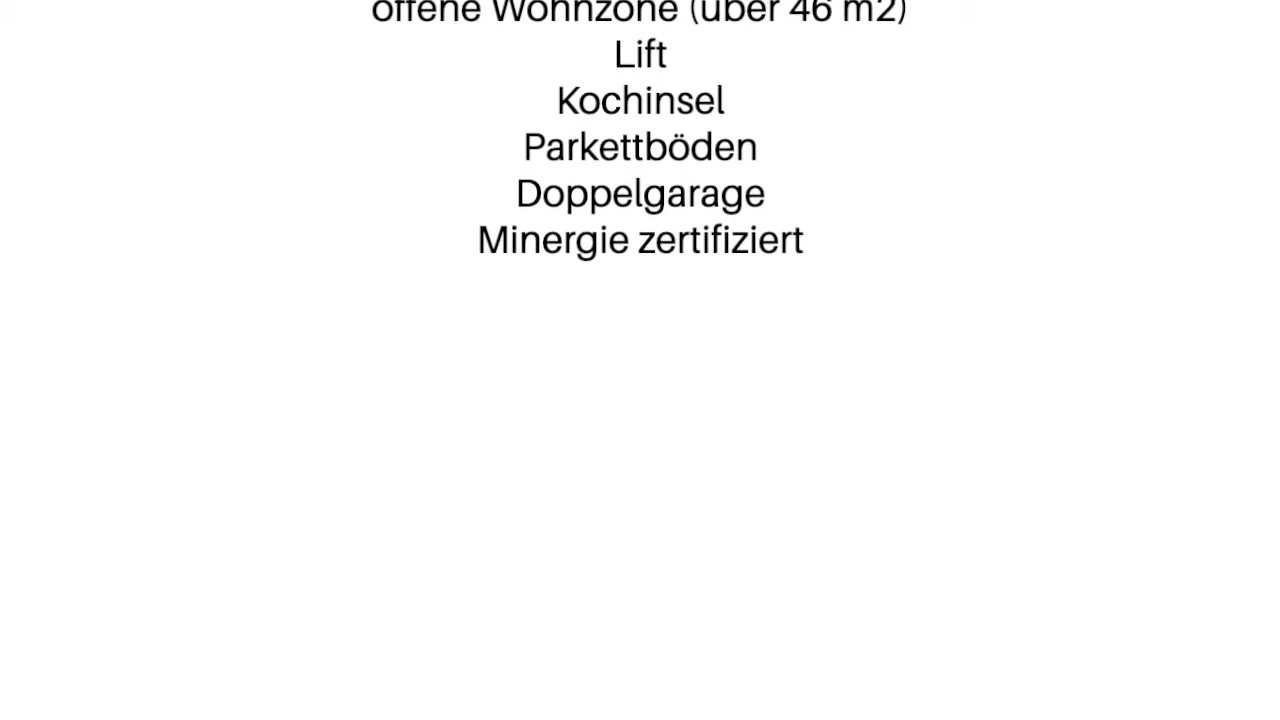 offene Wohnzone (über 46 m2)
Lift
Kochinsel
Parkettböden
Doppelgarage
Minergie zertifiziert